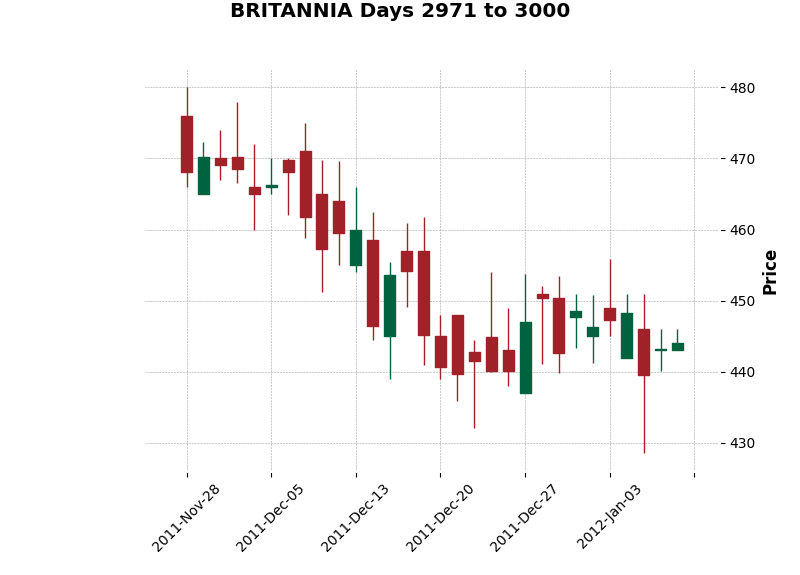 BRITANNIA Days 2971 to 3000
480
470
460
450
440
430
Price
2011-Nov-28
2011-Dec-05
2011-Dec-13
2011-Dec-20
2011-Dec-27
2012-Jan-03